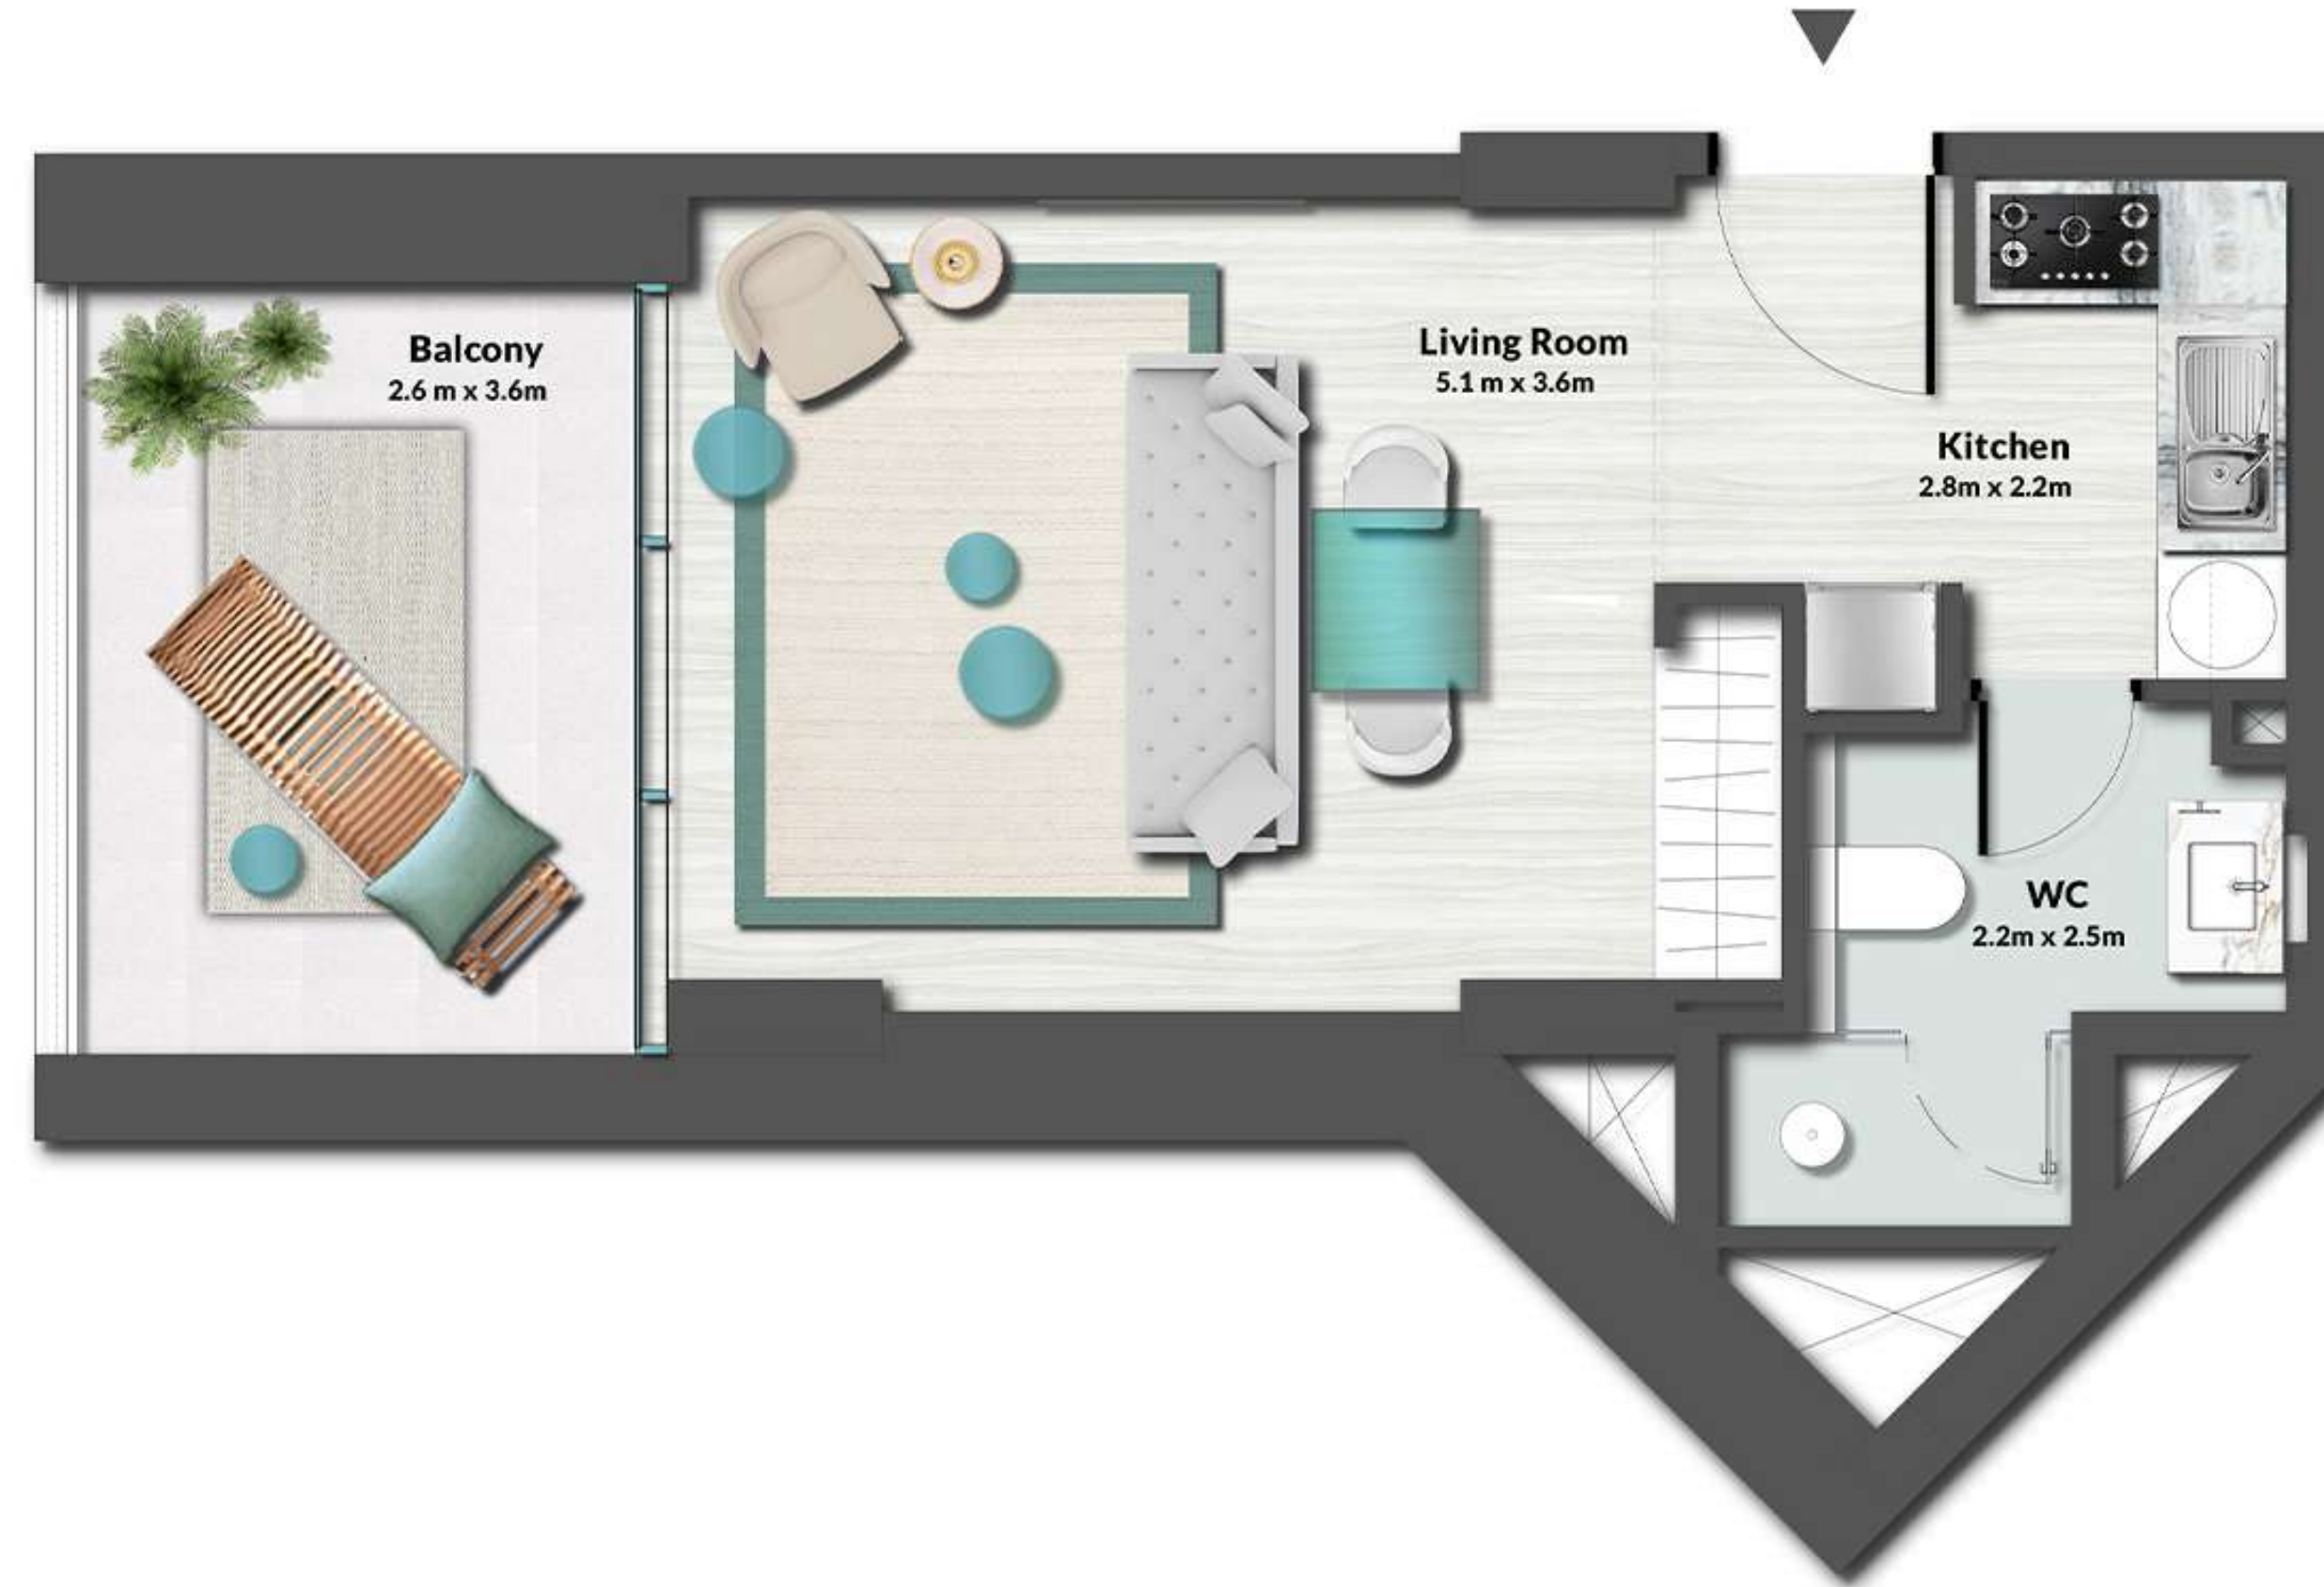 Balcony
2.6 m x 3.6m
Living Room
5.1 m x 3.6m
Kitchen
2.8m x 2.2m
WC
2.2m x 2.5m